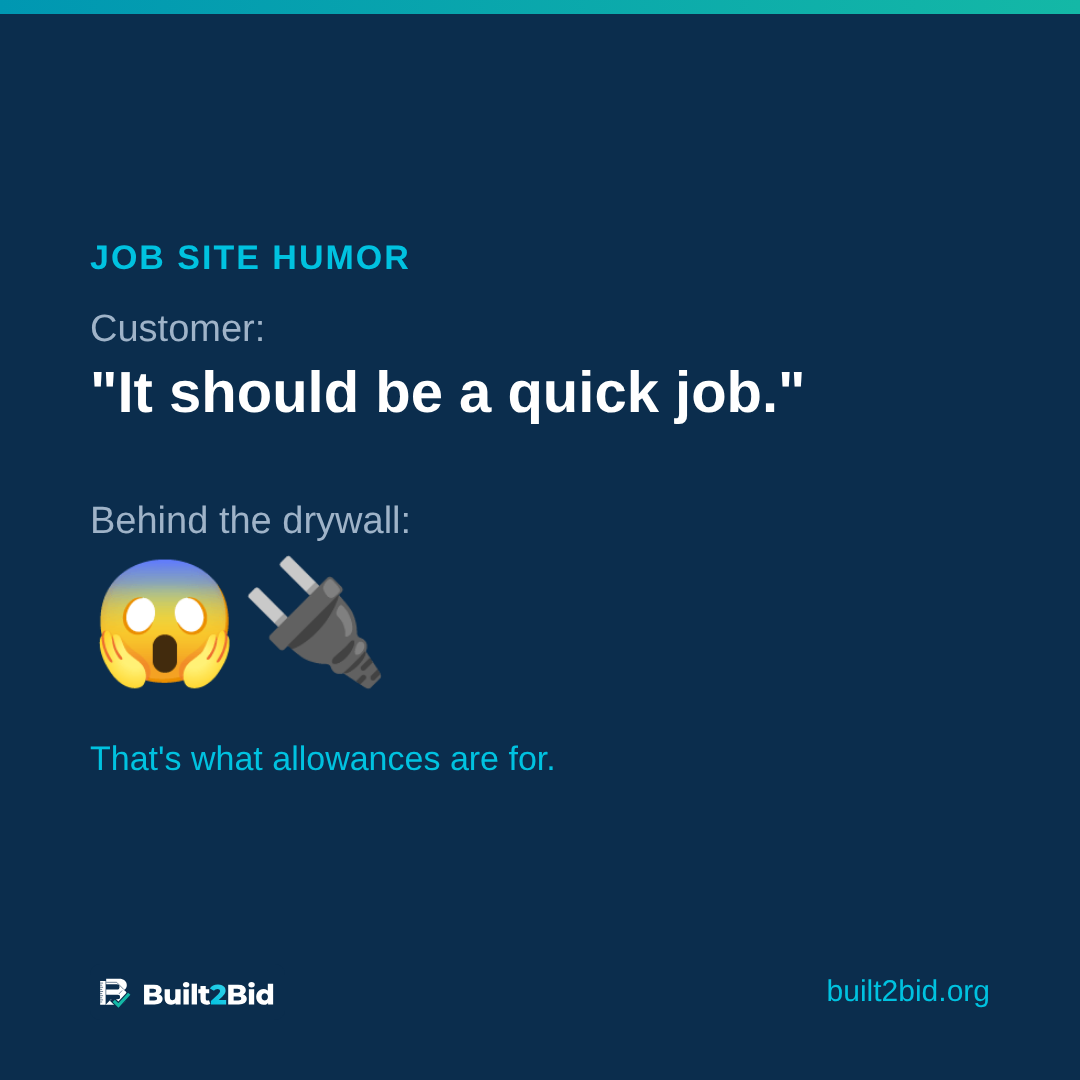 JOB SITE HUMOR
Customer:
"It should be a quick job."
Behind the drywall:
That's what allowances are for.
Built2Bid
built2bid.org